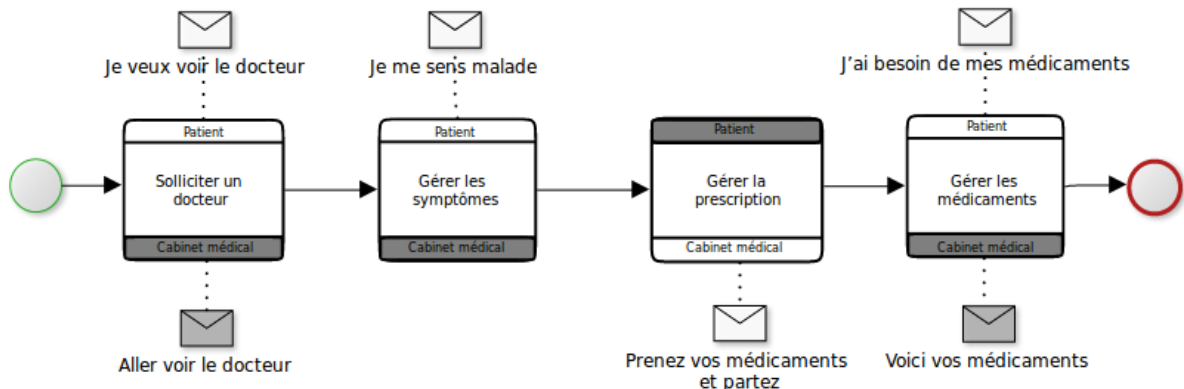 Je veux voir le docteur
Je me sens malade
J'ai besoin de mes médicaments
Patient
Patient
Patient
Patient
Solliciter un
docteur
Gérer les
symptômes
Gérer la
prescription
Gérer les
médicaments
Cabinet médical
Cabinet médical
Cabinet médical
Cabinet médical
Aller voir le docteur
Prenez vos médicaments
et partez
Voici vos médicaments